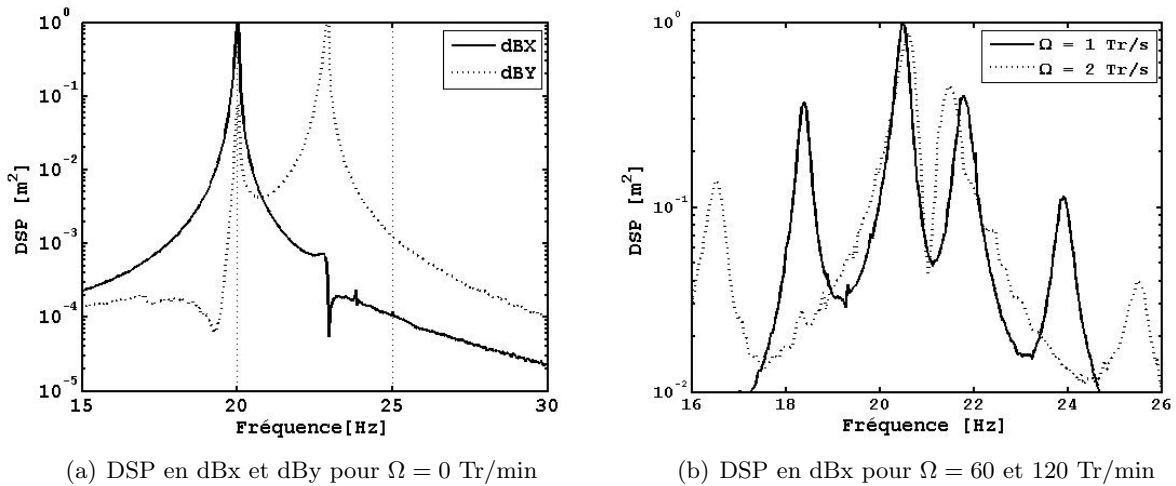 10^0
10^-1
10^-2
10^-3
10^-4
10^-5
DSP [m^2]
dBX
dBY
15 20 25 30
Fréquence[Hz]
(a) DSP en dBx et dBy pour Ω = 0 Tr/min
10^0
10^-1
10^-2
DSP [m^2]
Ω = 1 Tr/s
Ω = 2 Tr/s
16 18 20 22 24 26
Fréquence [Hz]
(b) DSP en dBx pour Ω = 60 et 120 Tr/min